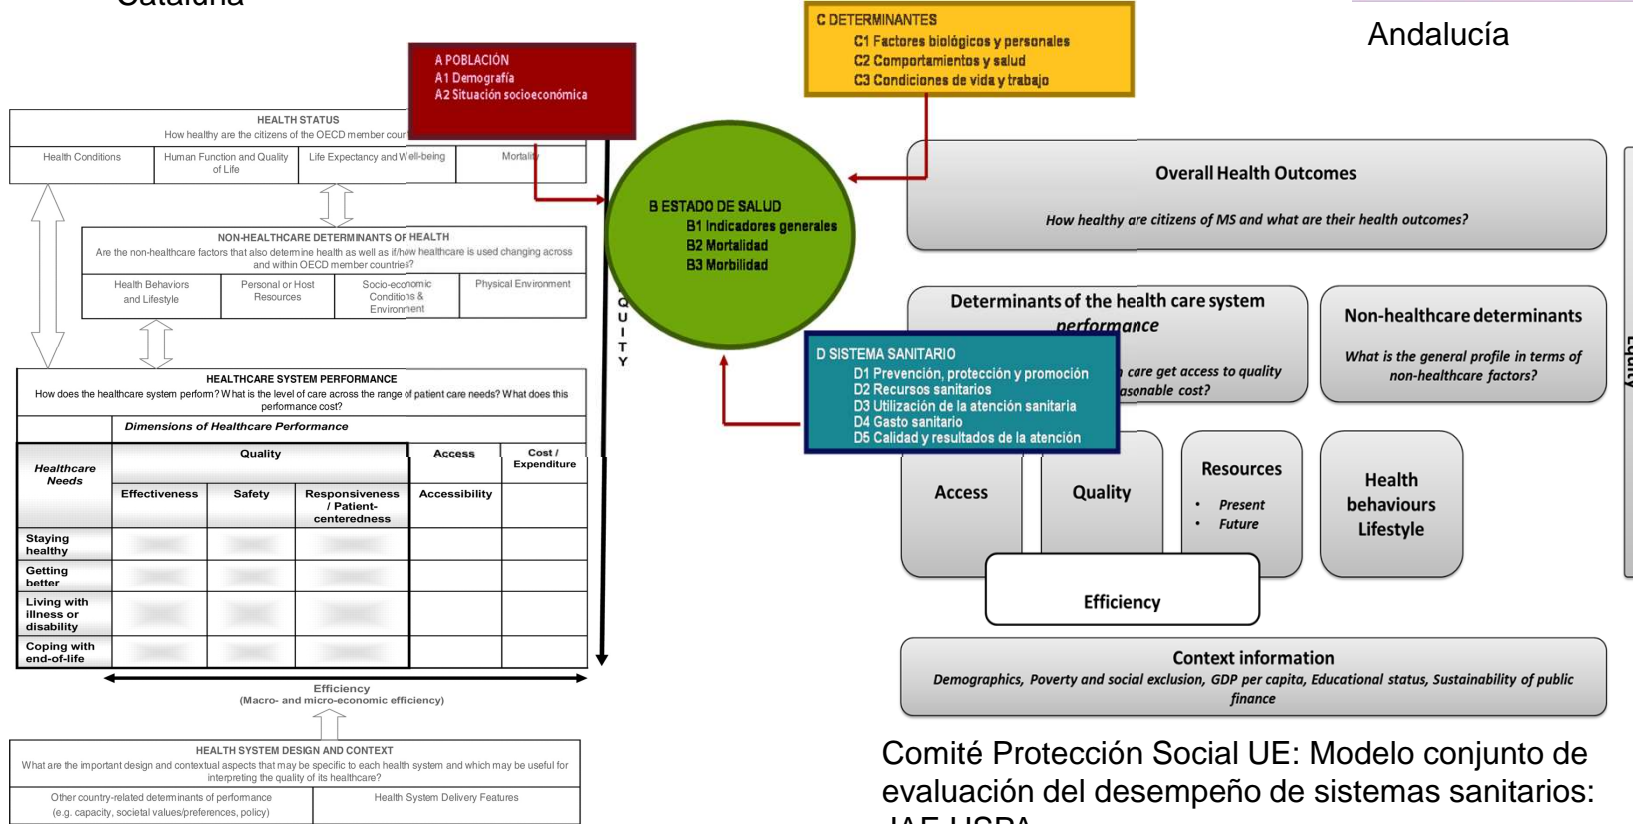 Cataluña
Andalucía
A POBLACIÓN
A1 Demografía
A2 Situación socioeconómica
C DETERMINANTES
C1 Factores biológicos y personales
C2 Comportamientos y salud
C3 Condiciones de vida y trabajo
B ESTADO DE SALUD
B1 Indicadores generales
B2 Mortalidad
B3 Morbilidad
D SISTEMA SANITARIO
D1 Prevención, protección y promoción
D2 Recursos sanitarios
D3 Utilización de la atención sanitaria
D4 Gasto sanitario
D5 Calidad y resultados de la atención
HEALTH STATUS
How healthy are the citizens of the OECD member
Health Conditions
Human Function and Quality
of Life
Life Expectancy and Well-being
Mortality
NON-HEALTHCARE DETERMINANTS OF HEALTH
Are the non-healthcare factors that also determine health as well as if/how healthcare is used changing across
and within OECD member countries?
Health Behaviors
and Lifestyle
Personal or Host
Resources
Socio-economic
Conditions &
Environment
Physical Environment
Q
U
I
T
Y
HEALTHCARE SYSTEM PERFORMANCE
How does the healthcare system perform? What is the level of care across the range of patient care needs? What does this
performance cost?
Dimensions of Healthcare Performance
Healthcare
Needs
Quality
Access
Cost /
Expenditure
Effectiveness
Safety
Responsiveness
/ Patient-
centeredness
Accessibility
Staying
healthy
Getting
better
Living with
illness or
disability
Coping with
end-of-life
Efficiency
(Macro- and micro-economic efficiency)
HEALTH SYSTEM DESIGN AND CONTEXT
What are the important design and contextual aspects that may be specific to each health system and which may be useful for
interpreting the quality of its healthcare?
Other country-related determinants of performance
(e.g. capacity, societal values/preferences, policy)
Health System Delivery Features
Overall Health Outcomes
How healthy are citizens of MS and what are their health outcomes?
Determinants of the health care system
performance
care get access to quality
cost?
Non-healthcare determinants
What is the general profile in terms of
non-healthcare factors?
Equity
Access
Quality
Resources
• Present
• Future
Health
behaviours
Lifestyle
Efficiency
Context information
Demographics, Poverty and social exclusion, GDP per capita, Educational status, Sustainability of public
finance
Comité Protección Social UE: Modelo conjunto de
evaluación del desempeño de sistemas sanitarios:
JAF HSPA